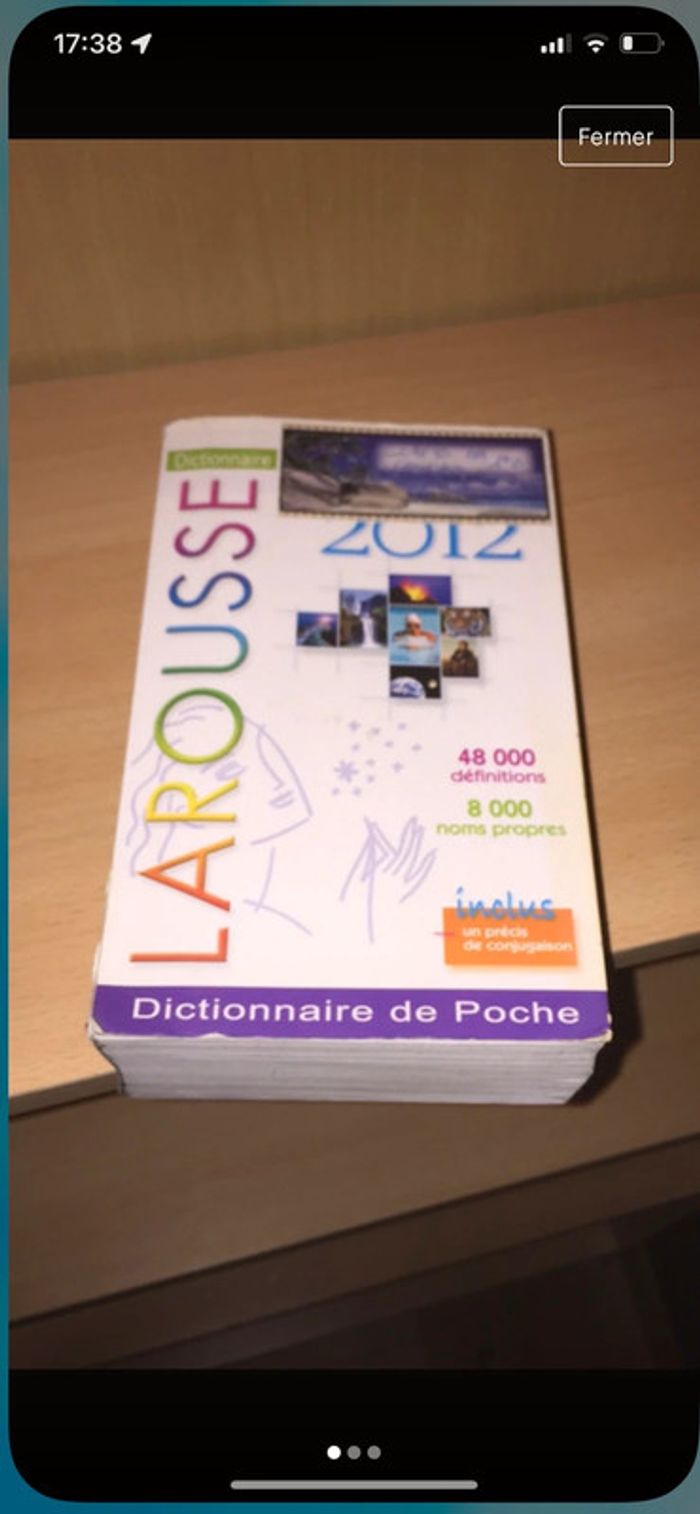 17:38
Fermer
Dictionnaire
LAROUSSE
2012
48 000
définitions
8 000
noms propres
inclus
un précis
de conjugaison
Dictionnaire de Poche